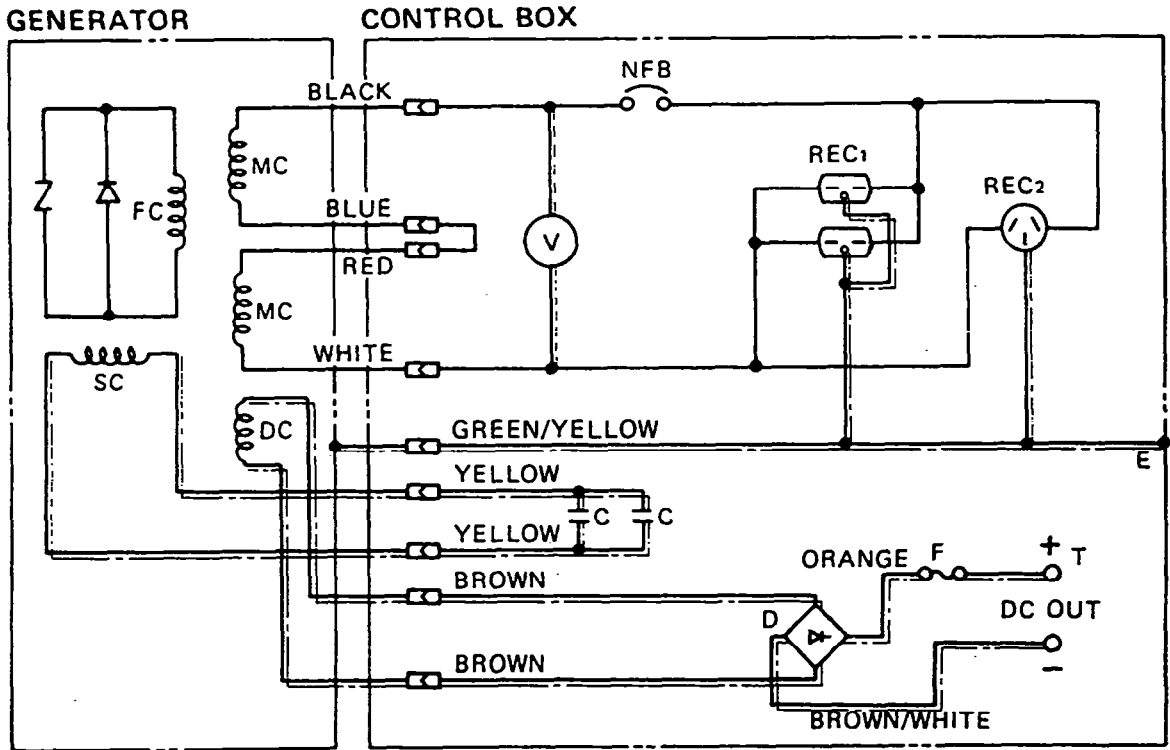 GENERATOR
CONTROL BOX
BLACK
NFB
MC
FC
REC1
REC2
BLUE
V
RED
MC
WHITE
SC
DC
GREEN/YELLOW
E
YELLOW
C
C
YELLOW
ORANGE
F
+
T
BROWN
D
DC OUT
BROWN
−
BROWN/WHITE